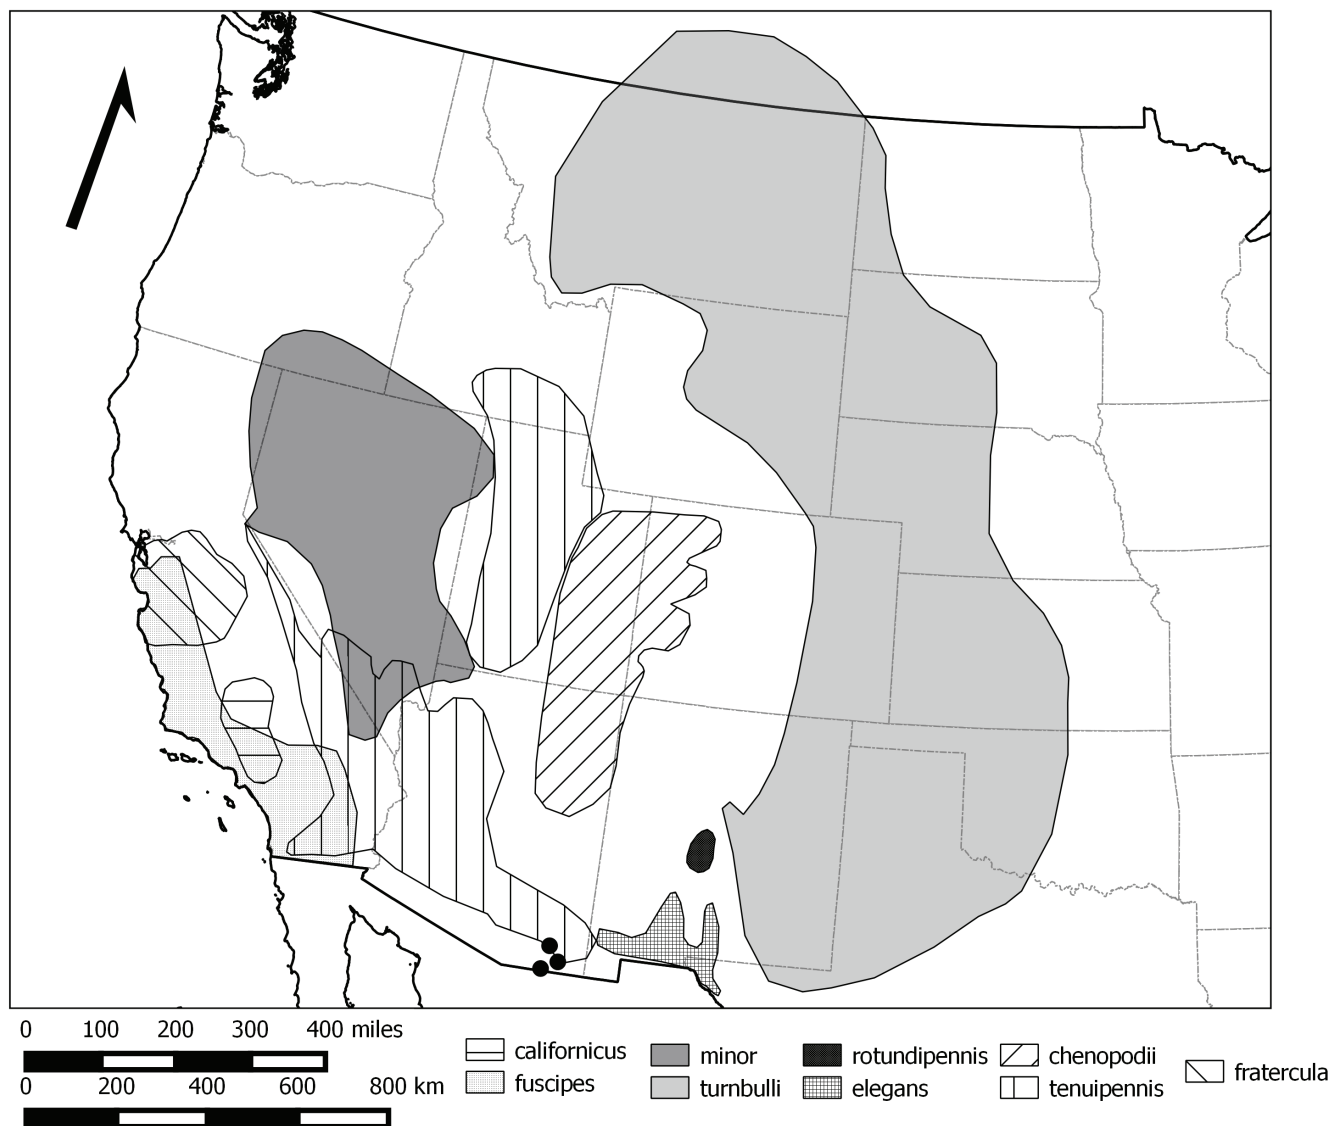 0 100 200 300 400 miles
0 200 400 600 800 km
californicus
fuscipes
minor
turnbulli
rotundipennis
elegans
chenopodii
tenuipennis
fratercula